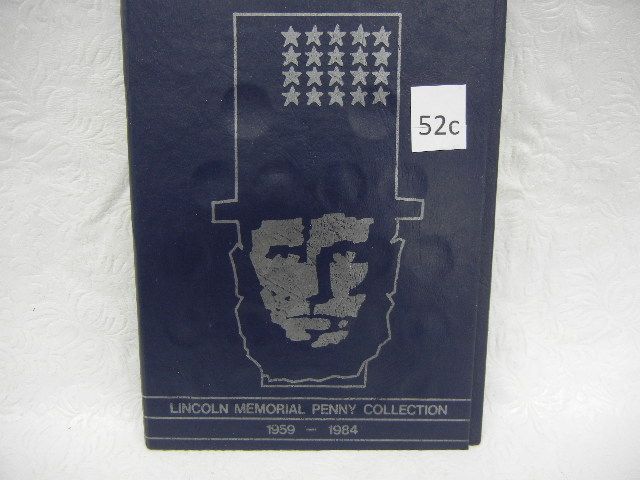 52c
LINCOLN MEMORIAL PENNY COLLECTION
1959 - 1984